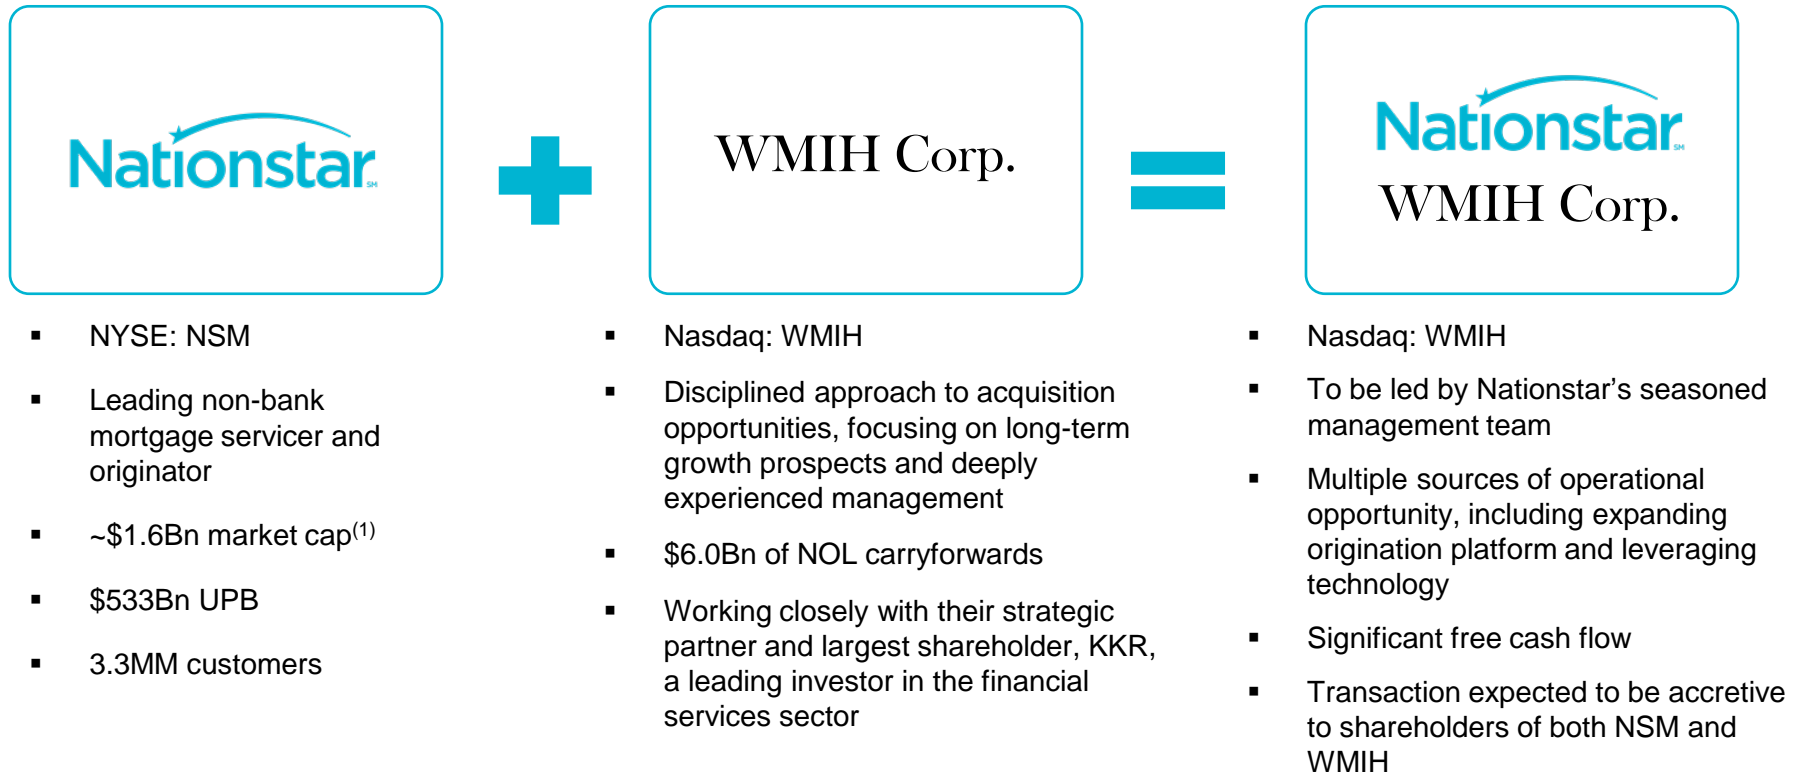 Nationstar SM
WMIH Corp.
Nationstar SM
WMIH Corp.
▪ NYSE: NSM
▪ Leading non-bank
mortgage servicer and
originator
▪ ~$1.6Bn market cap(1)
▪ $533Bn UPB
▪ 3.3MM customers
▪ Nasdaq: WMIH
▪ Disciplined approach to acquisition
opportunities, focusing on long-term
growth prospects and deeply
experienced management
▪ $6.0Bn of NOL carryforwards
▪ Working closely with their strategic
partner and largest shareholder, KKR,
a leading investor in the financial
services sector
▪ Nasdaq: WMIH
▪ To be led by Nationstar’s seasoned
management team
▪ Multiple sources of operational
opportunity, including expanding
origination platform and leveraging
technology
▪ Significant free cash flow
▪ Transaction expected to be accretive
to shareholders of both NSM and
WMIH